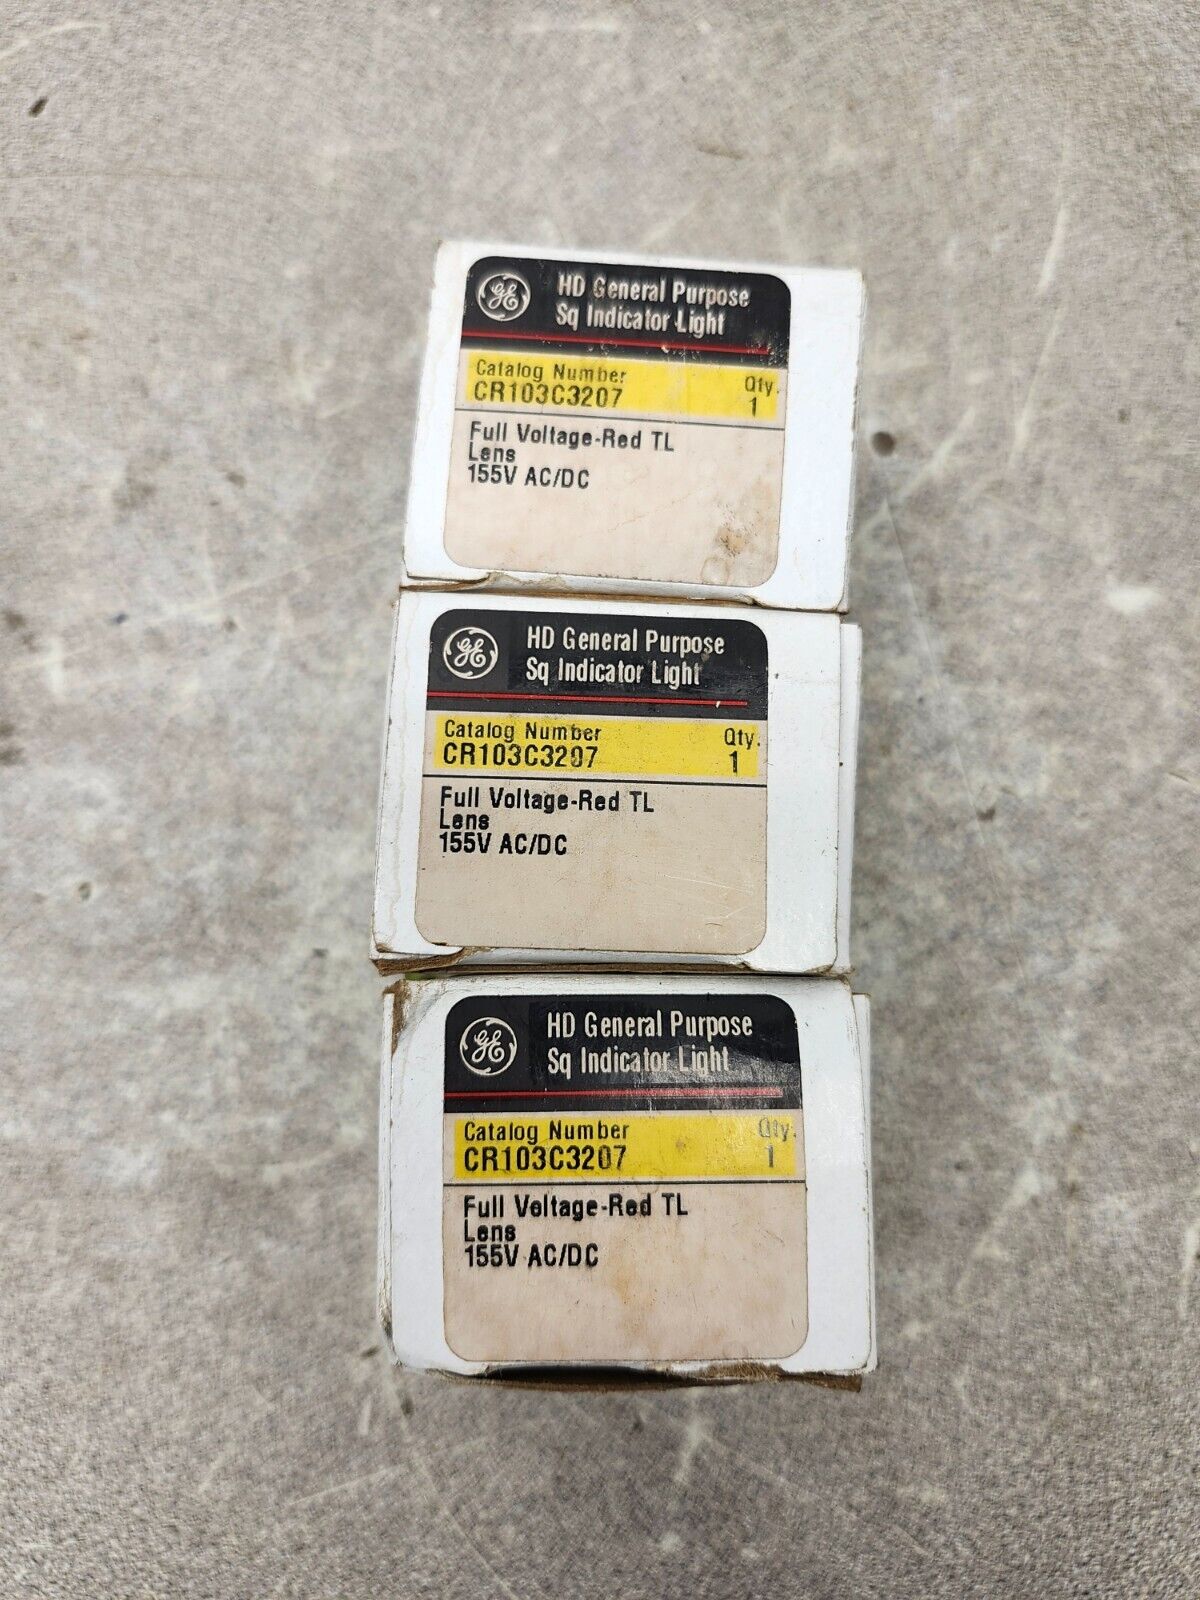 GE HD General Purpose
Sq Indicator Light
Catalog Number Qty.
CR103C3207 1
Full Voltage-Red TL
Lens
155V AC/DC
GE HD General Purpose
Sq Indicator Light
Catalog Number Qty.
CR103C3207 1
Full Voltage-Red TL
Lens
155V AC/DC
GE HD General Purpose
Sq Indicator Light
Catalog Number Qty.
CR103C3207 1
Full Voltage-Red TL
Lens
155V AC/DC